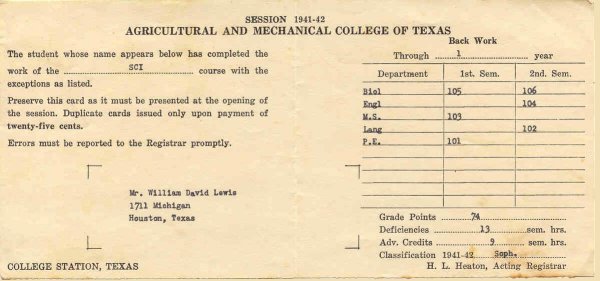 SESSION 1941-42
AGRICULTURAL AND MECHANICAL COLLEGE OF TEXAS
The student whose name appears below has completed the
work of the SCI course with the
exceptions as listed.
Preserve this card as it must be presented at the opening of
the session. Duplicate cards issued only upon payment of
twenty-five cents.
Errors must be reported to the Registrar promptly.
Mr. William David Lewis
1711 Michigan
Houston, Texas
COLLEGE STATION, TEXAS
Back Work
Through 1 year
Department 1st. Sem. 2nd. Sem.
Biol 105 106
Engl 104
M.S. 103
Lang 102
P.E. 101
Grade Points 74
Deficiencies 13 sem. hrs.
Adv. Credits 9 sem. hrs.
Classification 1941-42 Soph.
H. L. Heaton, Acting Registrar